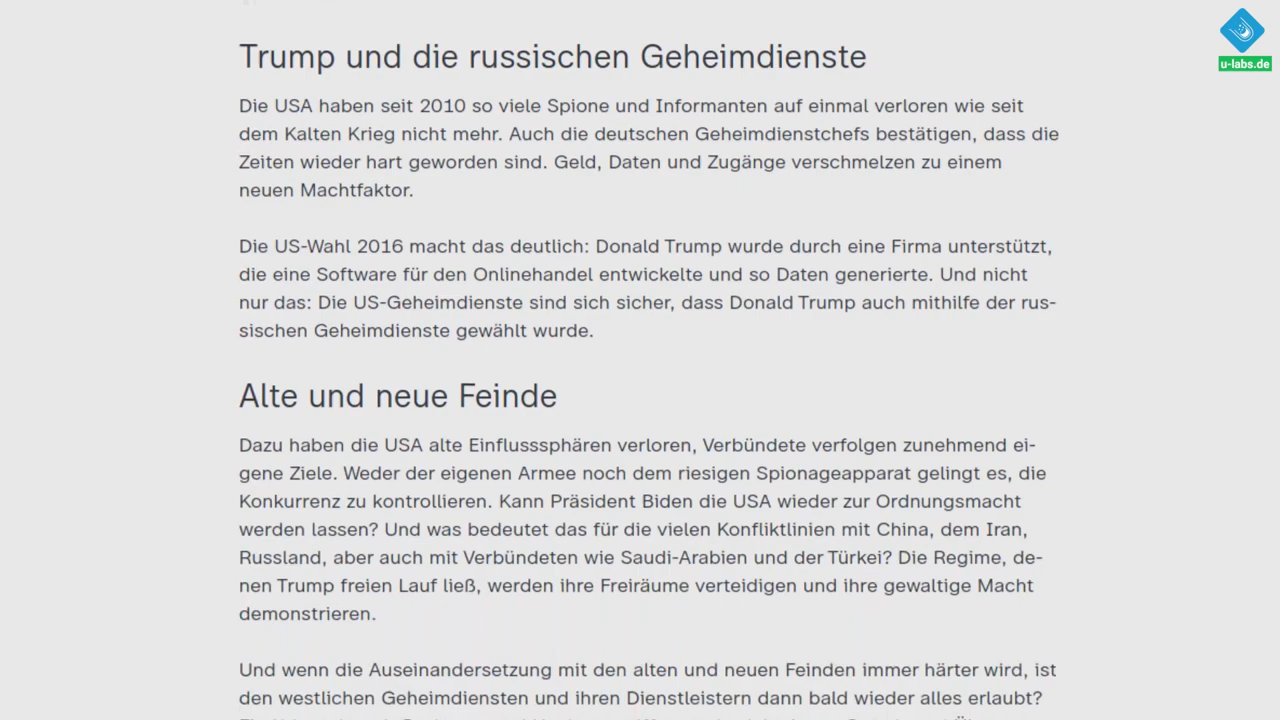 u-labs.de
Trump und die russischen Geheimdienste
Die USA haben seit 2010 so viele Spione und Informanten auf einmal verloren wie seit
dem Kalten Krieg nicht mehr. Auch die deutschen Geheimdienstchefs bestätigen, dass die
Zeiten wieder hart geworden sind. Geld, Daten und Zugänge verschmelzen zu einem
neuen Machtfaktor.
Die US-Wahl 2016 macht das deutlich: Donald Trump wurde durch eine Firma unterstützt,
die eine Software für den Onlinehandel entwickelte und so Daten generierte. Und nicht
nur das: Die US-Geheimdienste sind sich sicher, dass Donald Trump auch mithilfe der rus-
sischen Geheimdienste gewählt wurde.
Alte und neue Feinde
Dazu haben die USA alte Einflusssphären verloren, Verbündete verfolgen zunehmend ei-
gene Ziele. Weder der eigenen Armee noch dem riesigen Spionageapparat gelingt es, die
Konkurrenz zu kontrollieren. Kann Präsident Biden die USA wieder zur Ordnungsmacht
werden lassen? Und was bedeutet das für die vielen Konfliktlinien mit China, dem Iran,
Russland, aber auch mit Verbündeten wie Saudi-Arabien und der Türkei? Die Regime, de-
nen Trump freien Lauf ließ, werden ihre Freiräume verteidigen und ihre gewaltige Macht
demonstrieren.
Und wenn die Auseinandersetzung mit den alten und neuen Feinden immer härter wird, ist
den westlichen Geheimdiensten und ihren Dienstleistern dann bald wieder alles erlaubt?